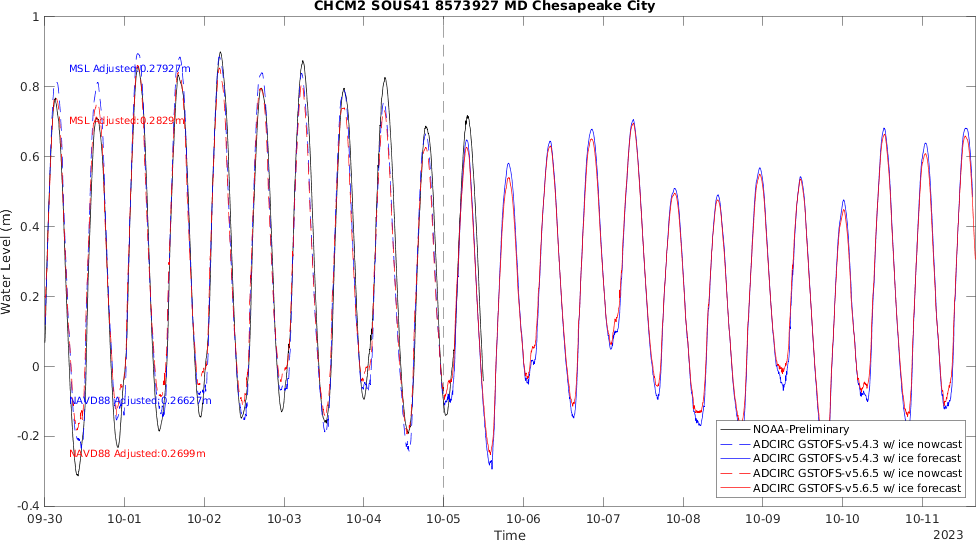 CHCM2 SOUS41 8573927 MD Chesapeake City
1
0.8
0.6
0.4
0.2
0
-0.2
-0.4
Water Level (m)
MSL Adjusted:0.27927m
MSL Adjusted:0.2829m
NAVD88 Adjusted:0.26627m
NAVD88 Adjusted:0.2699m
NOAA-Preliminary
ADCIRC GSTOFS-v5.4.3 w/ ice nowcast
ADCIRC GSTOFS-v5.4.3 w/ ice forecast
ADCIRC GSTOFS-v5.6.5 w/ ice nowcast
ADCIRC GSTOFS-v5.6.5 w/ ice forecast
09-30 10-01 10-02 10-03 10-04 10-05 10-06 10-07 10-08 10-09 10-10 10-11
Time
2023